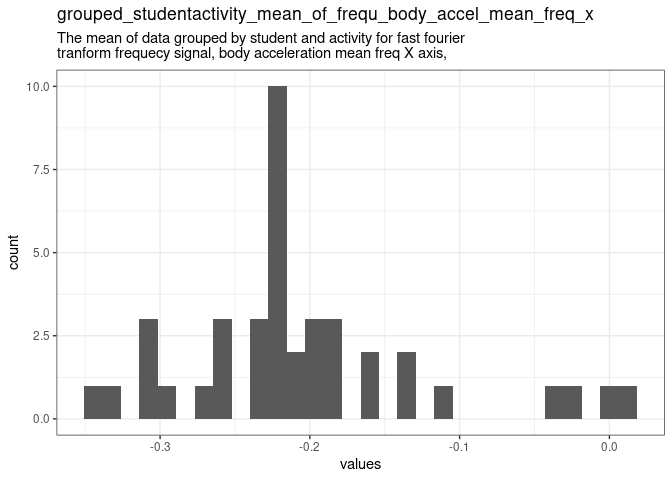 grouped_studentactivity_mean_of_frequ_body_accel_mean_freq_x
The mean of data grouped by student and activity for fast fourier
tranform frequecy signal, body acceleration mean freq X axis,
10.0
7.5
5.0
2.5
0.0
count
-0.3 -0.2 -0.1 0.0
values